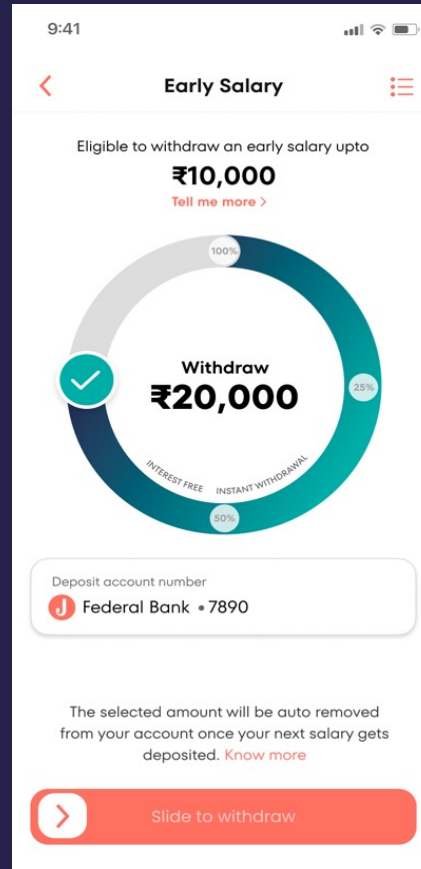 9:41
Early Salary
Eligible to withdraw an early salary upto
₹10,000
Tell me more >
100%
Withdraw
₹20,000
25%
INTEREST FREE INSTANT WITHDRAWAL
50%
Deposit account number
J Federal Bank • 7890
The selected amount will be auto removed
from your account once your next salary gets
deposited. Know more
Slide to withdraw